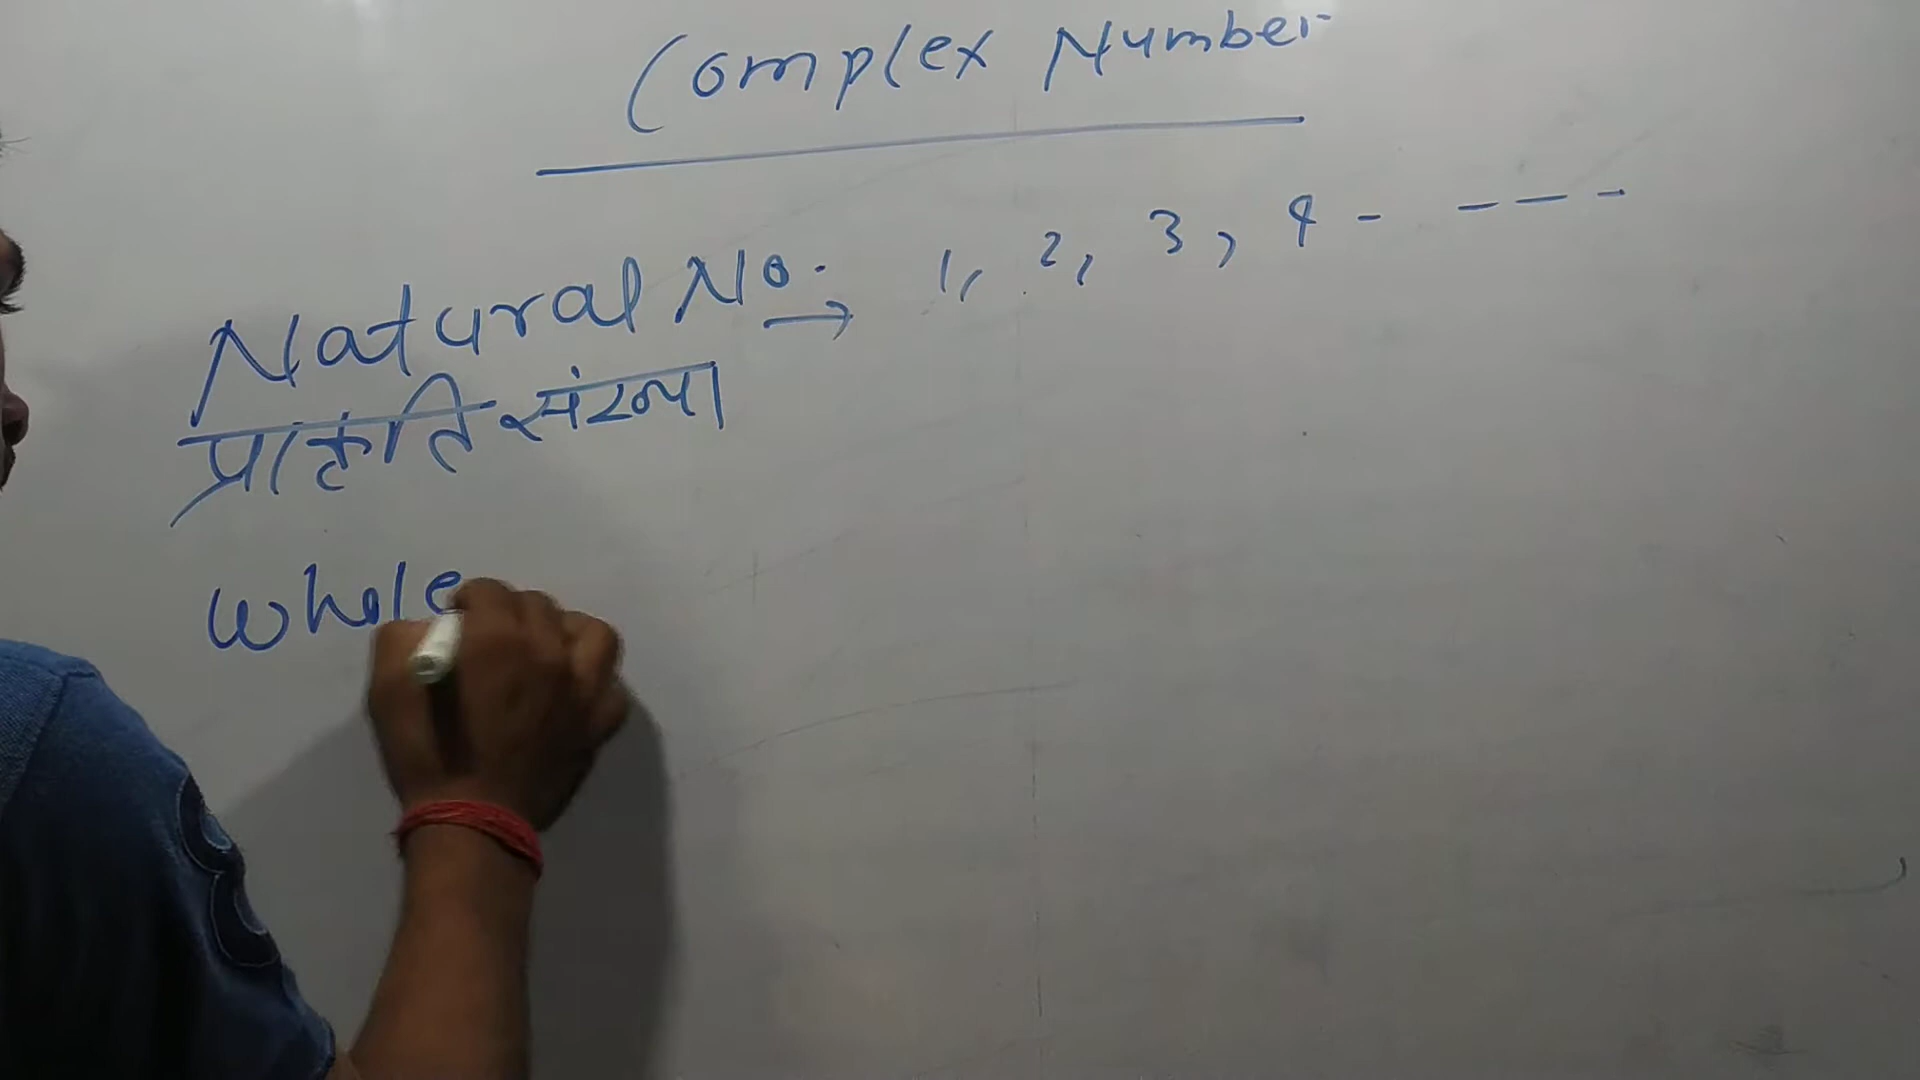 Complex Number
Natural No. → 1, 2, 3, 4 - - - -
प्राकृति संख्या
Whole